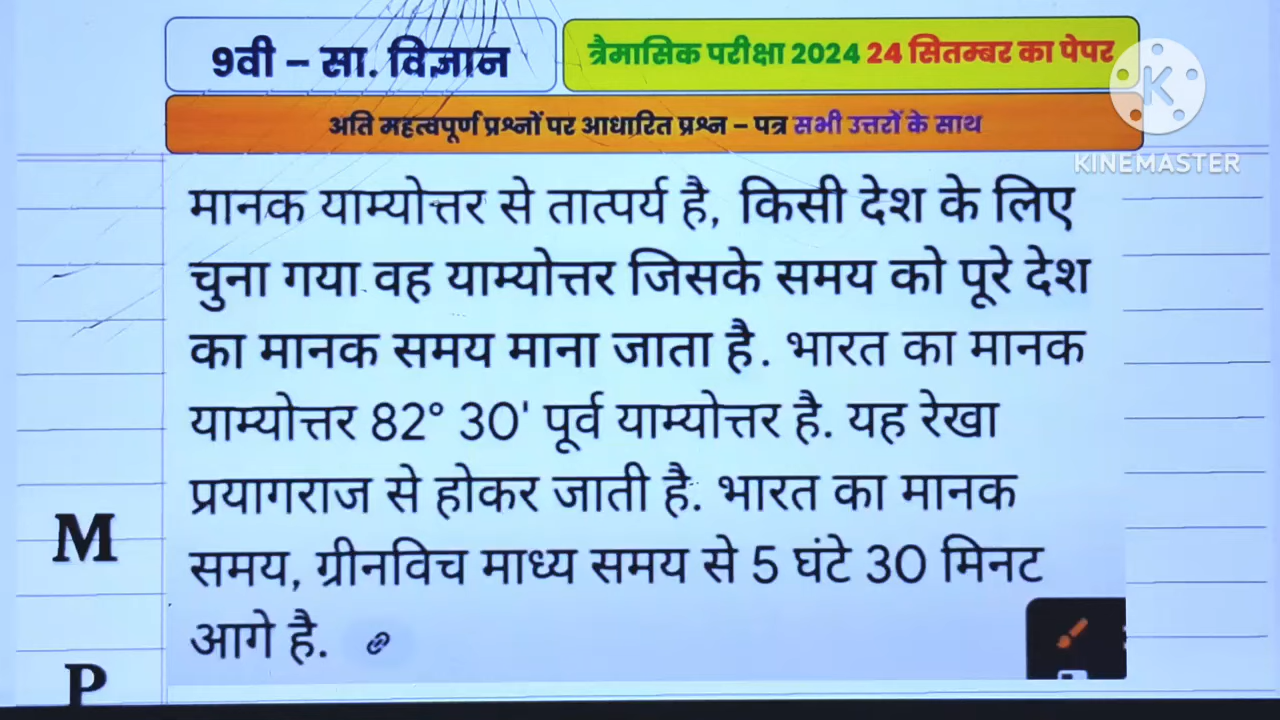 9वी – सा. विज्ञान
त्रैमासिक परीक्षा 2024 24 सितम्बर का पेपर
अति महत्वपूर्ण प्रश्नों पर आधारित प्रश्न – पत्र सभी उत्तरों के साथ
KINEMASTER
मानक याम्योत्तर से तात्पर्य है, किसी देश के लिए
चुना गया वह याम्योत्तर जिसके समय को पूरे देश
का मानक समय माना जाता है. भारत का मानक
याम्योत्तर 82° 30' पूर्व याम्योत्तर है. यह रेखा
प्रयागराज से होकर जाती है. भारत का मानक
समय, ग्रीनविच माध्य समय से 5 घंटे 30 मिनट
आगे है.
M
P